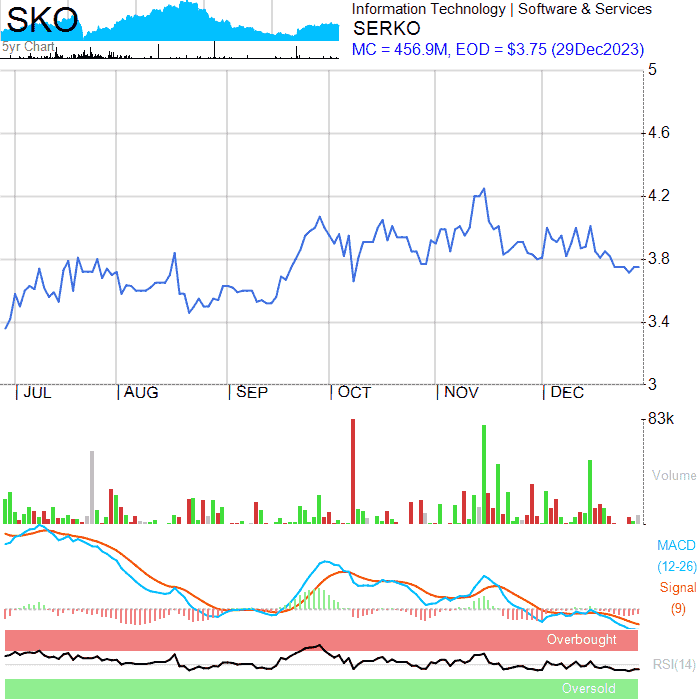 SKO
5yr Chart
Information Technology | Software & Services
SERKO
MC = 456.9M, EOD = $3.75 (29Dec2023)
5
4.6
4.2
3.8
3.4
3
JUL
AUG
SEP
OCT
NOV
DEC
83k
Volume
MACD
(12-26)
Signal
(9)
Overbought
RSI(14)
Oversold